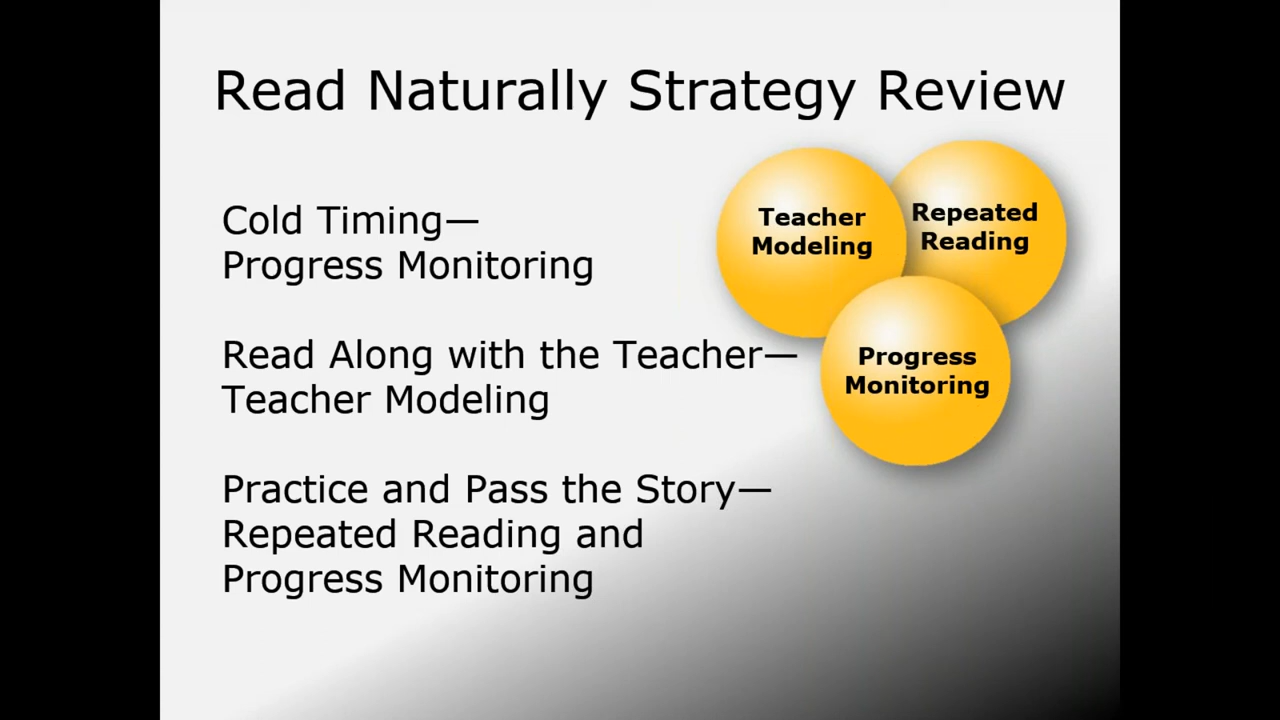 Read Naturally Strategy Review
Cold Timing—
Progress Monitoring
Read Along with the Teacher—
Teacher Modeling
Practice and Pass the Story—
Repeated Reading and
Progress Monitoring
Teacher
Modeling
Repeated
Reading
Progress
Monitoring